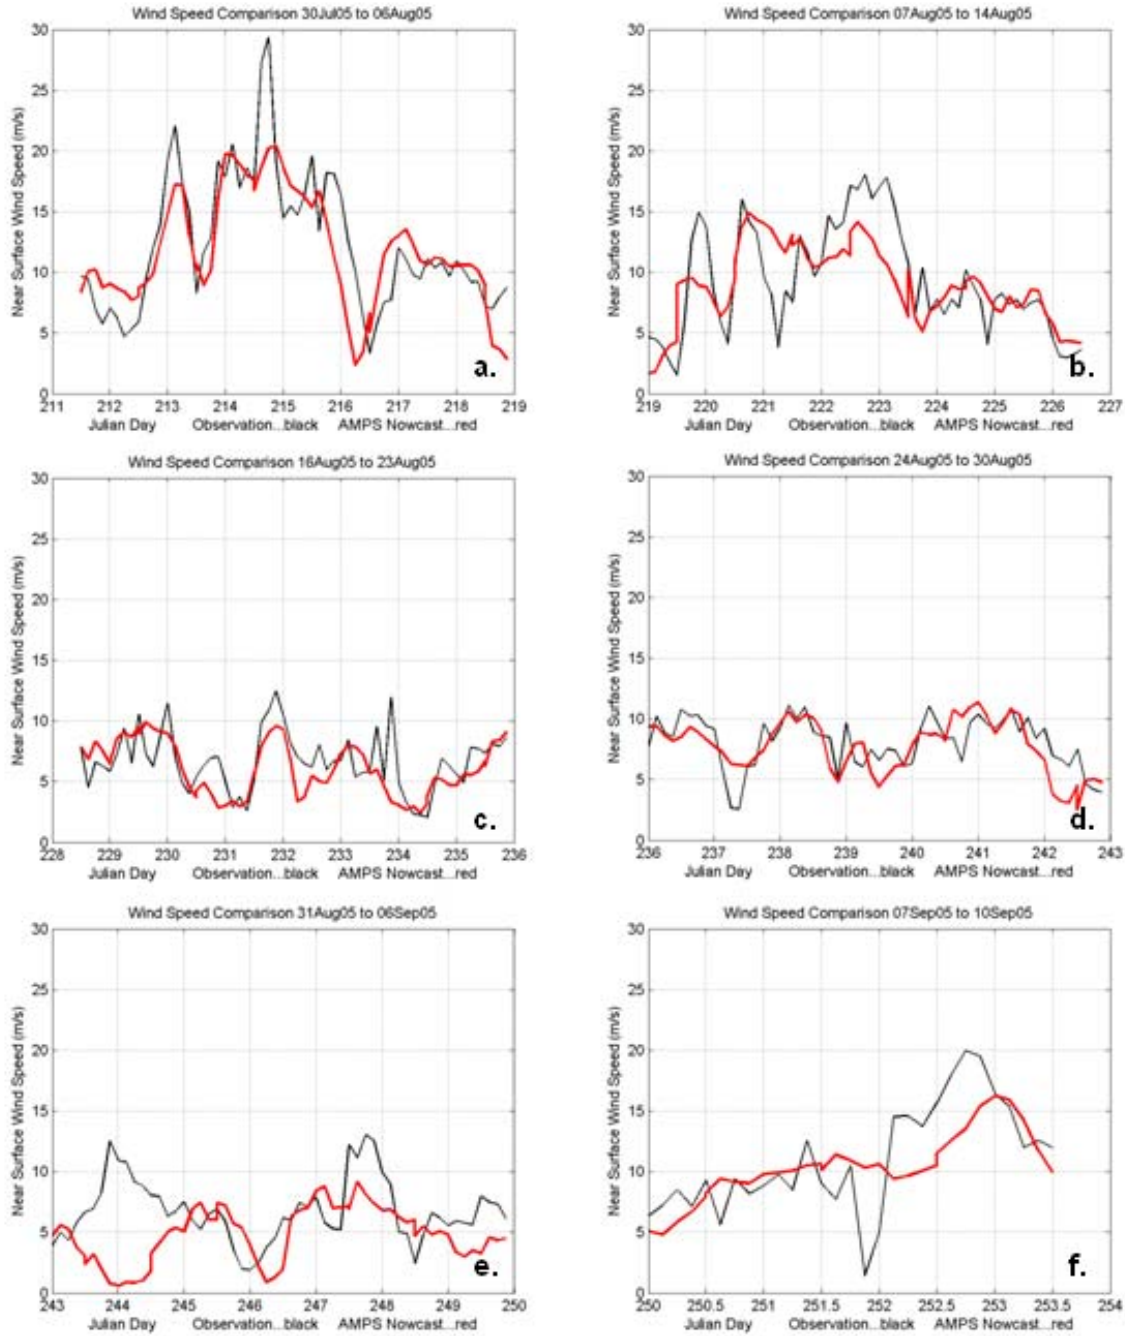 Wind Speed Comparison 30Jul05 to 06Aug05
Near Surface Wind Speed (m/s)
30
25
20
15
10
5
0
a.
211 212 213 214 215 216 217 218 219
Julian Day Observation...black AMPS Nowcast...red
Wind Speed Comparison 07Aug05 to 14Aug05
Near Surface Wind Speed (m/s)
30
25
20
15
10
5
0
b.
219 220 221 222 223 224 225 226 227
Julian Day Observation...black AMPS Nowcast...red
Wind Speed Comparison 16Aug05 to 23Aug05
Near Surface Wind Speed (m/s)
30
25
20
15
10
5
0
c.
228 229 230 231 232 233 234 235 236
Julian Day Observation...black AMPS Nowcast...red
Wind Speed Comparison 24Aug05 to 30Aug05
Near Surface Wind Speed (m/s)
30
25
20
15
10
5
0
d.
236 237 238 239 240 241 242 243
Julian Day Observation...black AMPS Nowcast...red
Wind Speed Comparison 31Aug05 to 06Sep05
Near Surface Wind Speed (m/s)
30
25
20
15
10
5
0
e.
243 244 245 246 247 248 249 250
Julian Day Observation...black AMPS Nowcast...red
Wind Speed Comparison 07Sep05 to 10Sep05
Near Surface Wind Speed (m/s)
30
25
20
15
10
5
0
f.
250 250.5 251 251.5 252 252.5 253 253.5 254
Julian Day Observation...black AMPS Nowcast...red